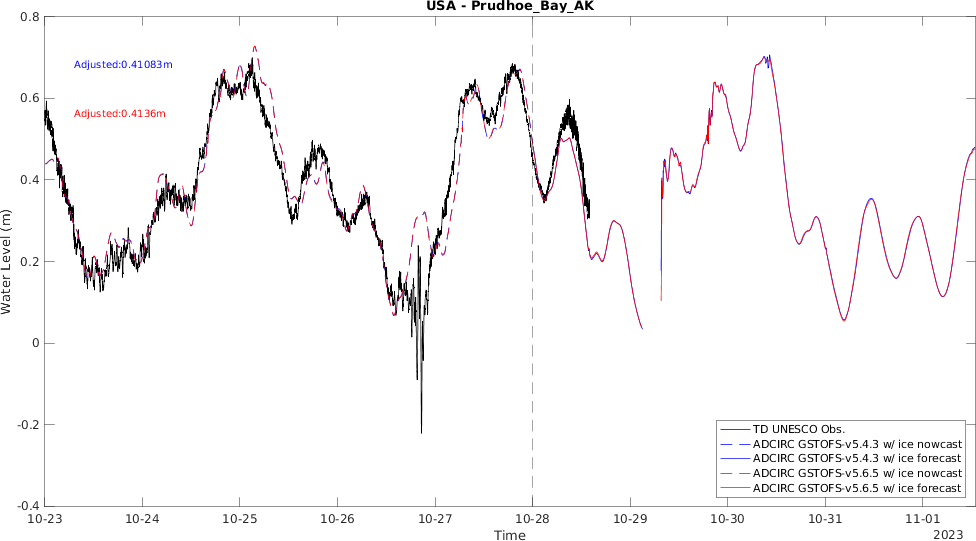 USA - Prudhoe_Bay_AK
0.8
Adjusted:0.41083m
0.6
Adjusted:0.4136m
0.4
Water Level (m)
0.2
0
-0.2
TD UNESCO Obs.
ADCIRC GSTOFS-v5.4.3 w/ ice nowcast
ADCIRC GSTOFS-v5.4.3 w/ ice forecast
ADCIRC GSTOFS-v5.6.5 w/ ice nowcast
ADCIRC GSTOFS-v5.6.5 w/ ice forecast
-0.4
10-23 10-24 10-25 10-26 10-27 10-28 10-29 10-30 10-31 11-01
Time
2023